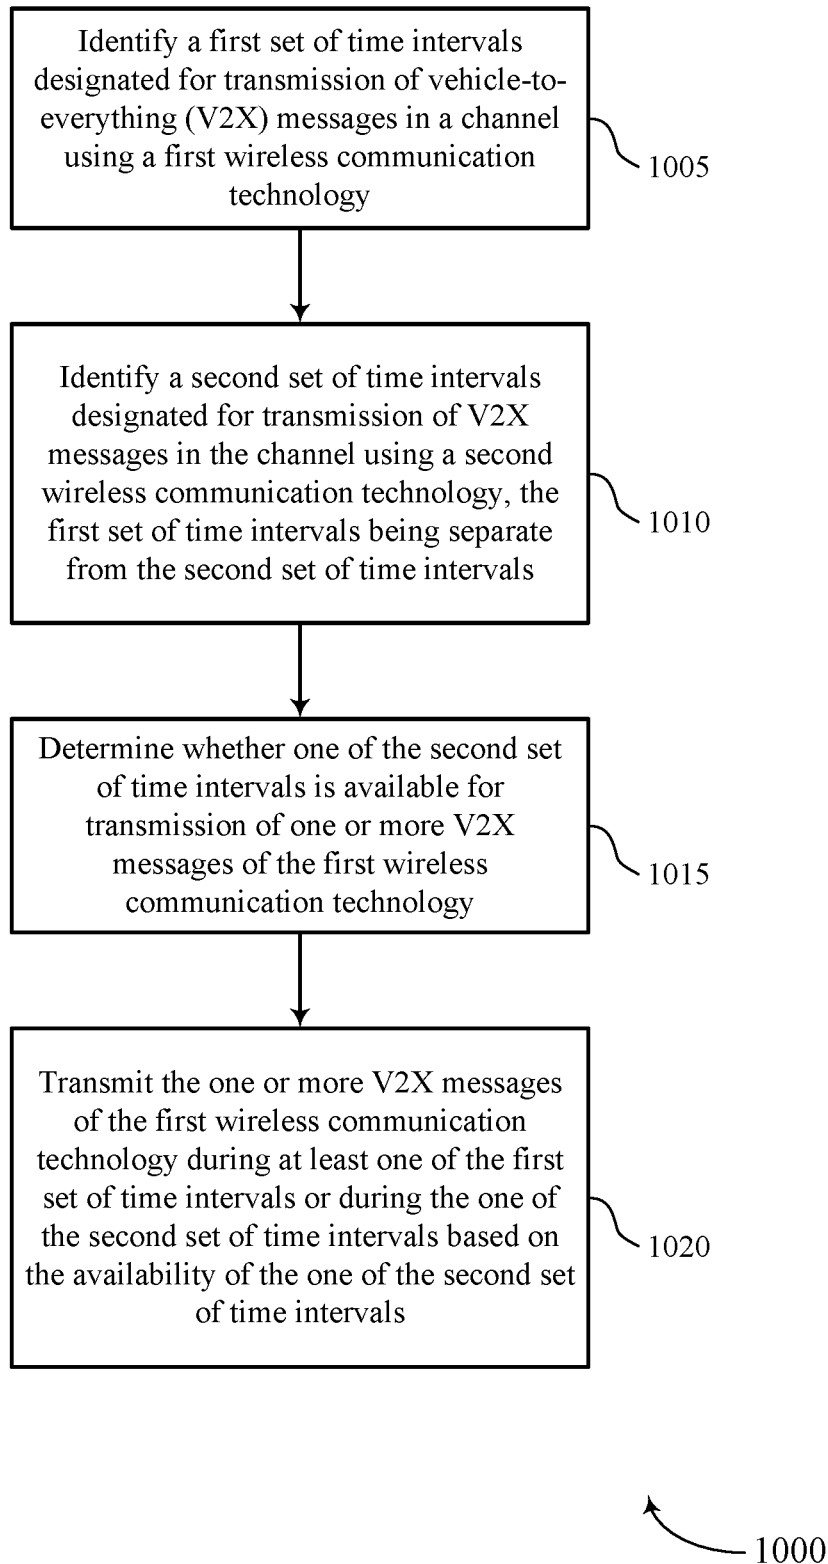 Identify a first set of time intervals
designated for transmission of vehicle-to-
everything (V2X) messages in a channel
using a first wireless communication
technology
1005
Identify a second set of time intervals
designated for transmission of V2X
messages in the channel using a second
wireless communication technology, the
first set of time intervals being separate
from the second set of time intervals
1010
Determine whether one of the second set
of time intervals is available for
transmission of one or more V2X
messages of the first wireless
communication technology
1015
Transmit the one or more V2X messages
of the first wireless communication
technology during at least one of the first
set of time intervals or during the one of
the second set of time intervals based on
the availability of the one of the second set
of time intervals
1020
1000